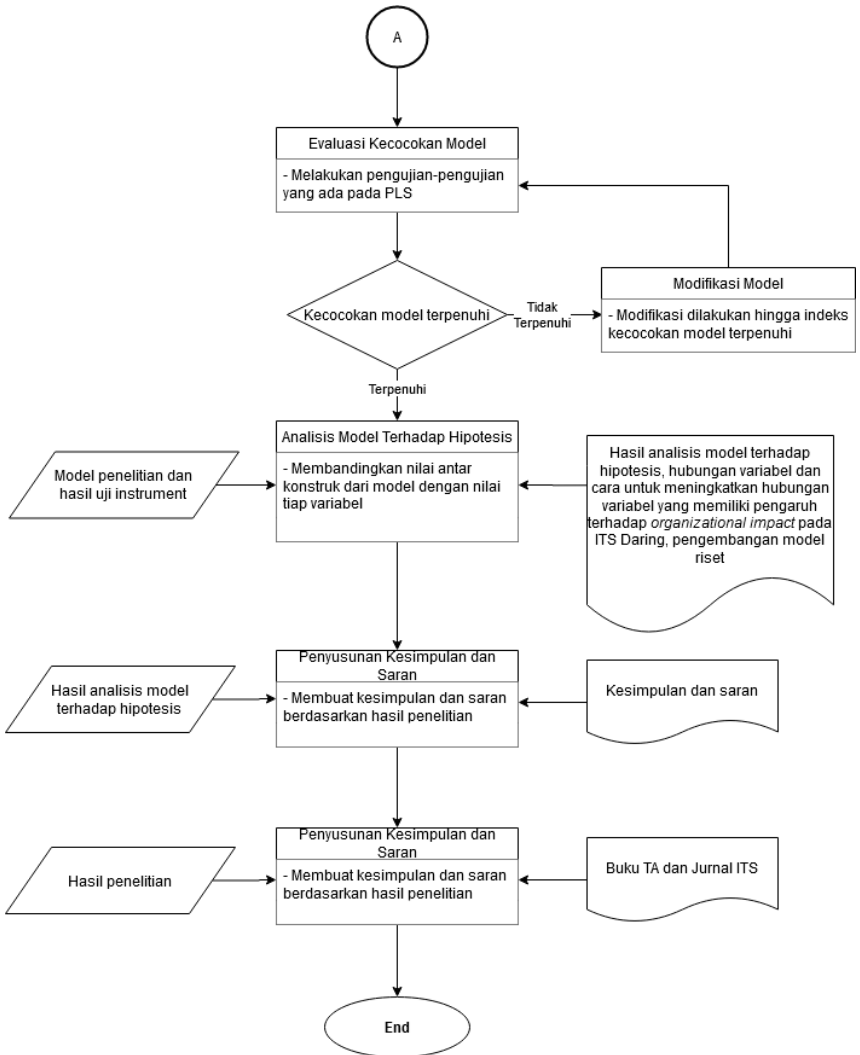 A
Evaluasi Kecocokan Model
- Melakukan pengujian-pengujian
yang ada pada PLS
Modifikasi Model
- Modifikasi dilakukan hingga indeks
kecocokan model terpenuhi
Kecocokan model terpenuhi
Tidak
Terpenuhi
Terpenuhi
Analisis Model Terhadap Hipotesis
- Membandingkan nilai antar
konstruk dari model dengan nilai
tiap variabel
Model penelitian dan
hasil uji instrument
Hasil analisis model terhadap
hipotesis, hubungan variabel dan
cara untuk meningkatkan hubungan
variabel yang memiliki pengaruh
terhadap organizational impact pada
ITS Daring, pengembangan model
riset
Penyusunan Kesimpulan dan
Saran
- Membuat kesimpulan dan saran
berdasarkan hasil penelitian
Hasil analisis model
terhadap hipotesis
Kesimpulan dan saran
Penyusunan Kesimpulan dan
Saran
- Membuat kesimpulan dan saran
berdasarkan hasil penelitian
Hasil penelitian
Buku TA dan Jurnal ITS
End